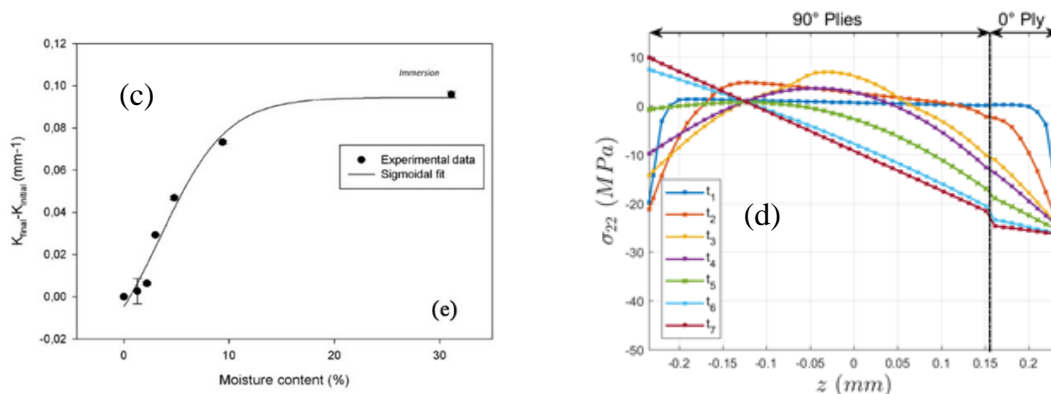 (c)
0,12
0,10
0,08
0,06
0,04
0,02
0,00
-0,02
Kfinal-Kinitial (mm-1)
Immersion
Experimental data
Sigmoidal fit
(e)
0 10 20 30
Moisture content (%)
90° Plies 0° Ply
10
0
-10
-20
-30
-40
-50
σ22 (MPa)
(d)
t1
t2
t3
t4
t5
t6
t7
-0.2 -0.15 -0.1 -0.05 0 0.05 0.1 0.15 0.2
z (mm)